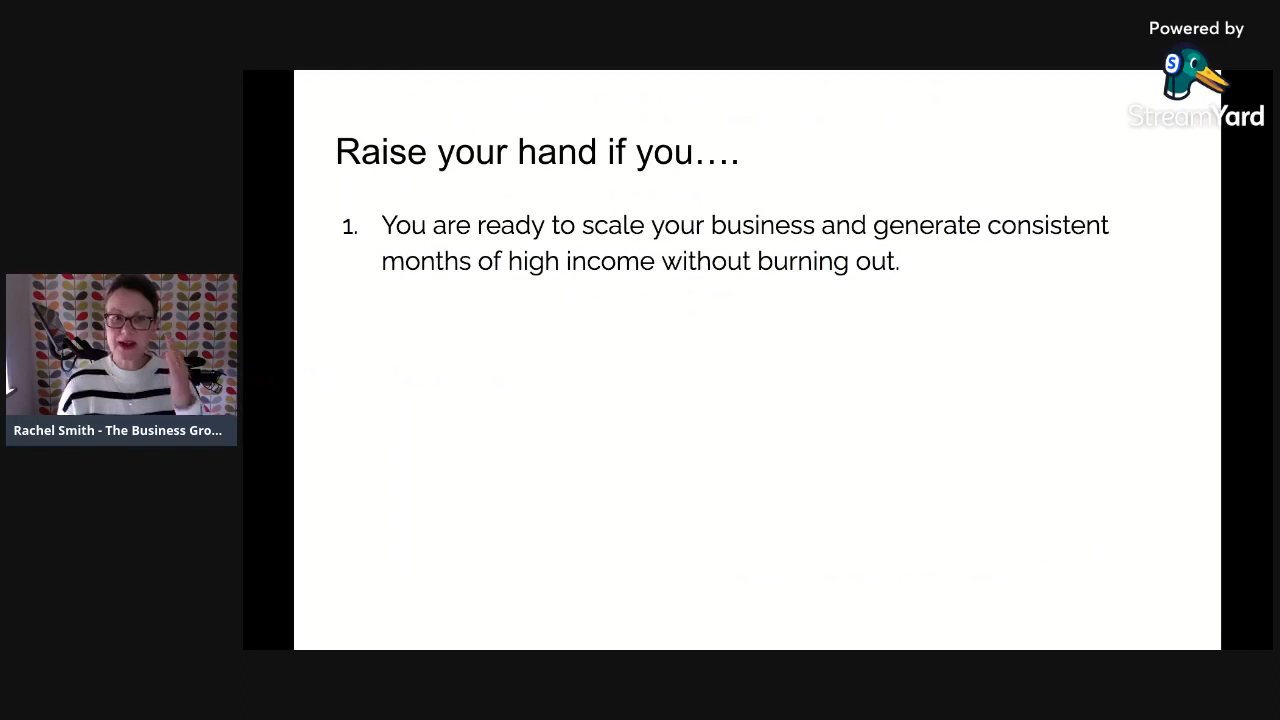 Powered by
S
StreamYard
Raise your hand if you….
1. You are ready to scale your business and generate consistent
months of high income without burning out.
Rachel Smith - The Business Gro...